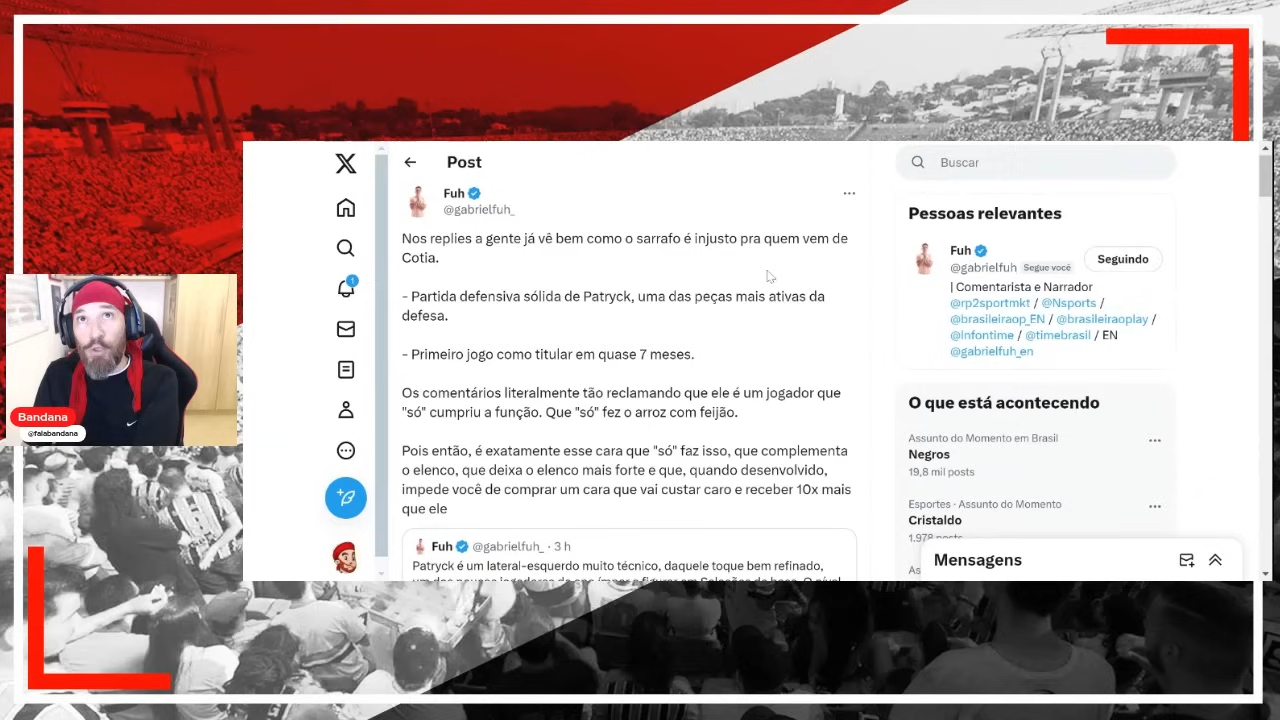 Post
Fuh
@gabrielfuh_
Nos replies a gente já vê bem como o sarrafo é injusto pra quem vem de
Cotia.
- Partida defensiva sólida de Patryck, uma das peças mais ativas da
defesa.
- Primeiro jogo como titular em quase 7 meses.
Os comentários literalmente tão reclamando que ele é um jogador que
"só" cumpriu a função. Que "só" fez o arroz com feijão.
Pois então, é exatamente esse cara que "só" faz isso, que complementa
o elenco, que deixa o elenco mais forte e que, quando desenvolvido,
impede você de comprar um cara que vai custar caro e receber 10x mais
que ele
Fuh @gabrielfuh_ · 3 h
Patryck é um lateral-esquerdo muito técnico, daquele toque bem refinado,
Buscar
Pessoas relevantes
Fuh
@gabrielfuh Segue você
Seguindo
| Comentarista e Narrador
@rp2sportmkt / @Nsports /
@brasileiraop_EN / @brasileiraoplay /
@Infontime / @timebrasil / EN
@gabrielfuh_en
O que está acontecendo
Assunto do Momento em Brasil
Negros
19,8 mil posts
Esportes · Assunto do Momento
Cristaldo
1.978 posts
As
Mensagens
1
Bandana
@falabandana